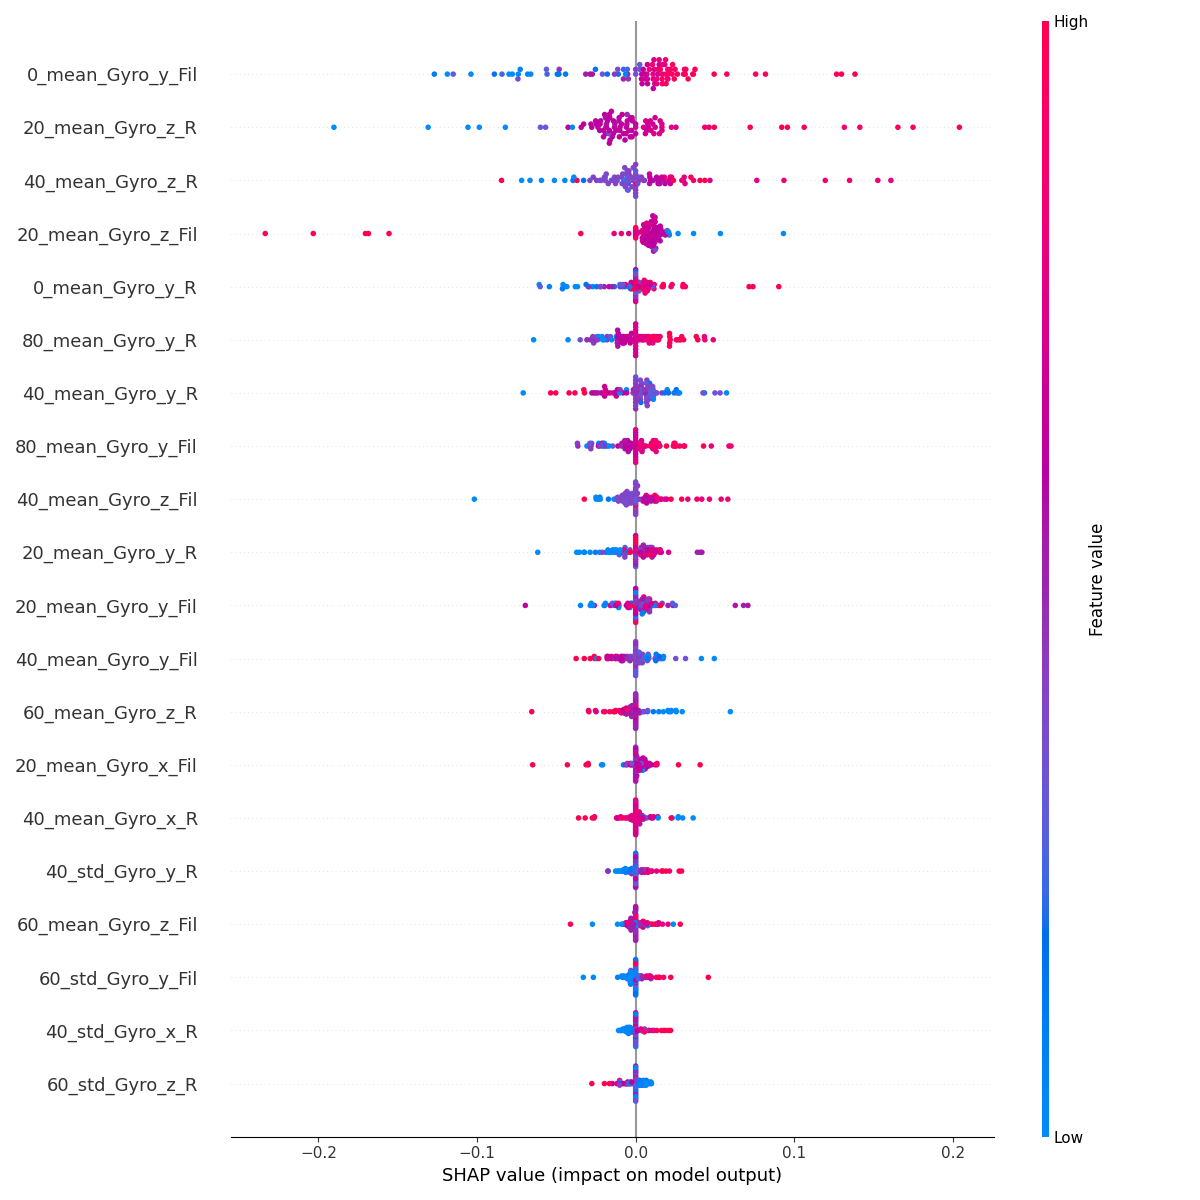 High
0_mean_Gyro_y_Fil
20_mean_Gyro_z_R
40_mean_Gyro_z_R
20_mean_Gyro_z_Fil
0_mean_Gyro_y_R
80_mean_Gyro_y_R
40_mean_Gyro_y_R
80_mean_Gyro_y_Fil
40_mean_Gyro_z_Fil
20_mean_Gyro_y_R
20_mean_Gyro_y_Fil
40_mean_Gyro_y_Fil
60_mean_Gyro_z_R
20_mean_Gyro_x_Fil
40_mean_Gyro_x_R
40_std_Gyro_y_R
60_mean_Gyro_z_Fil
60_std_Gyro_y_Fil
40_std_Gyro_x_R
60_std_Gyro_z_R
Feature value
Low
−0.2 −0.1 0.0 0.1 0.2
SHAP value (impact on model output)